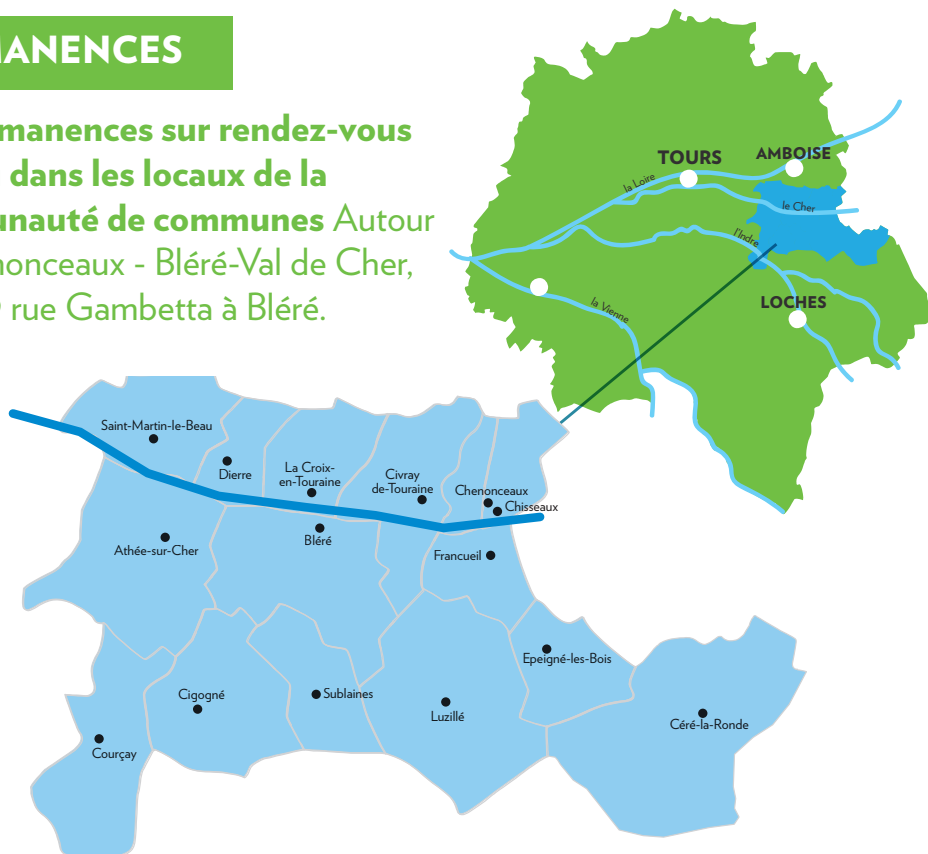 MANENCES
manences sur rendez-vous
dans les locaux de la
unauté de communes Autour
nonceaux - Bléré-Val de Cher,
rue Gambetta à Bléré.
TOURS
AMBOISE
la Loire
le Cher
l'Indre
la Vienne
LOCHES
Saint-Martin-le-Beau
Dierre
La Croix-
en-Touraine
Civray
de-Touraine
Chenonceaux
Chisseaux
Bléré
Athée-sur-Cher
Francueil
Epeigné-les-Bois
Cigogné
Sublaines
Luzillé
Céré-la-Ronde
Courçay